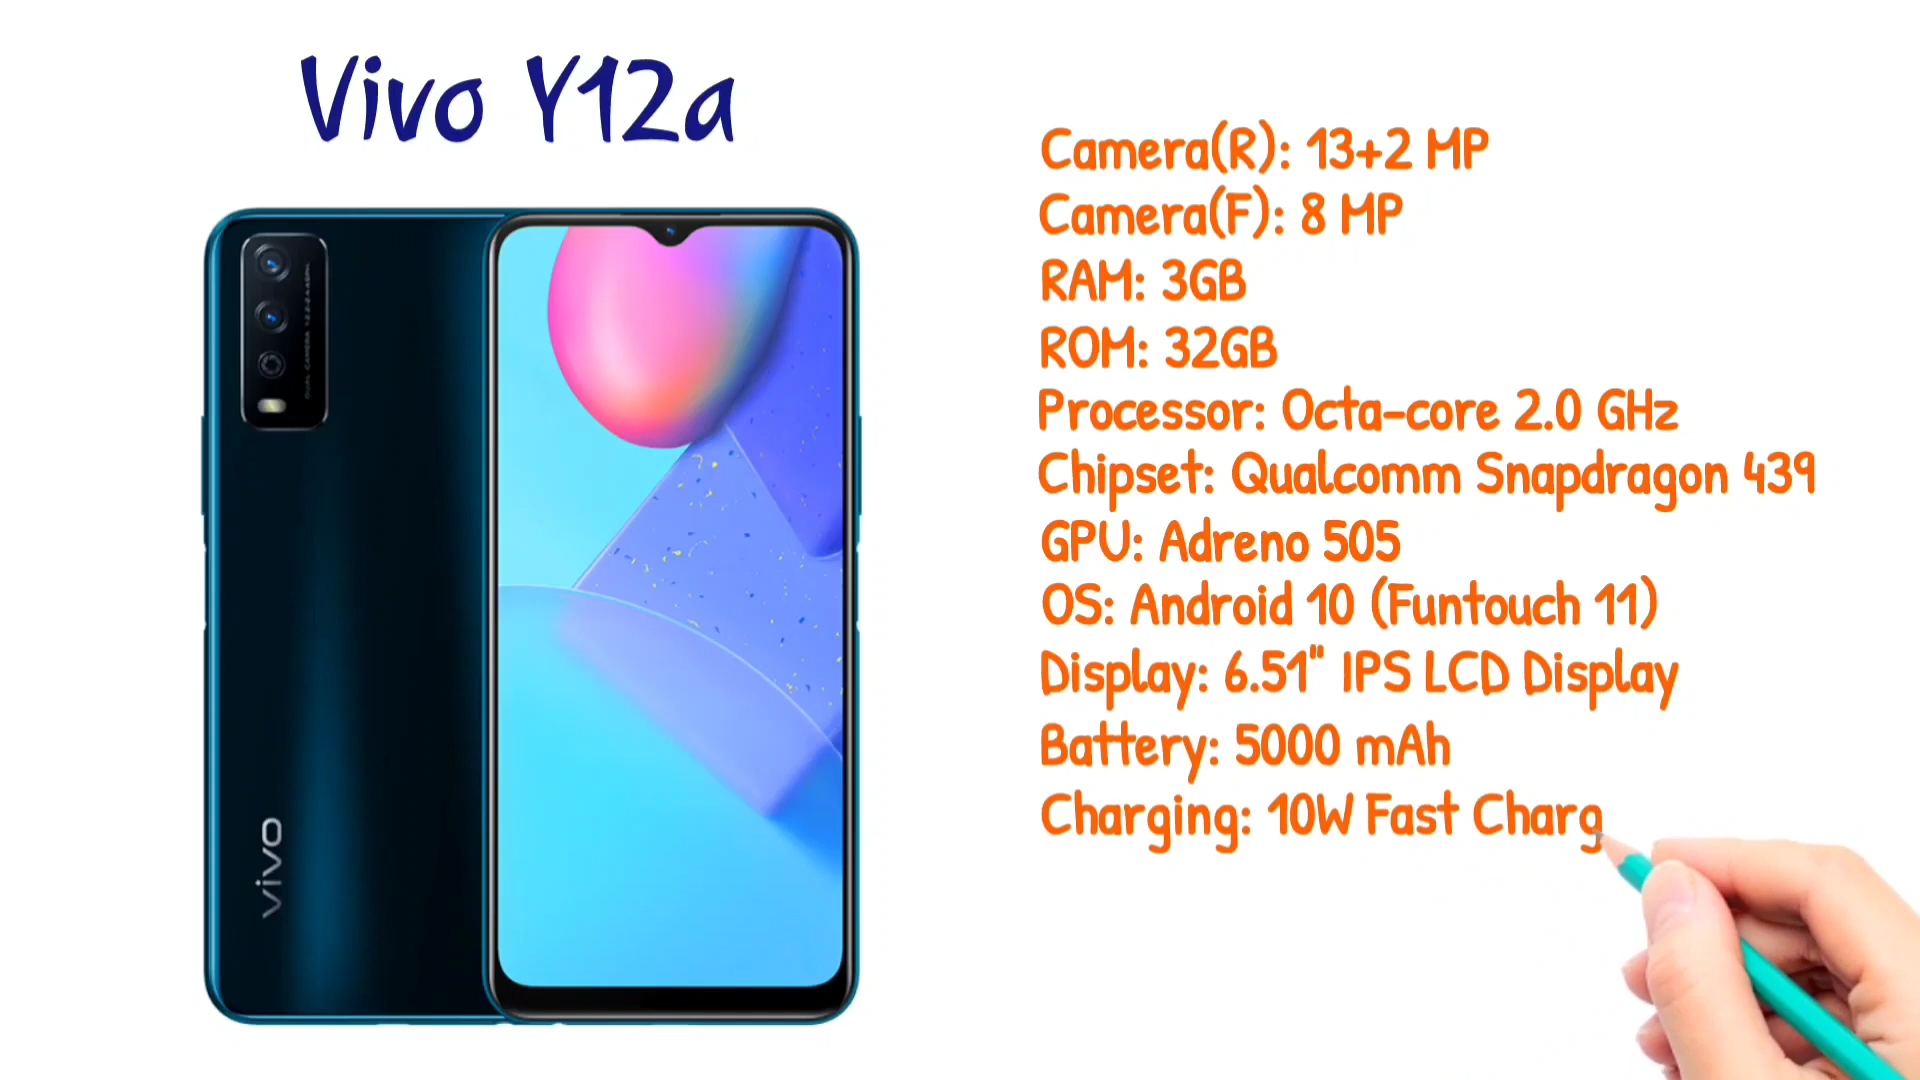 Vivo Y12a
Camera(R): 13+2 MP
Camera(F): 8 MP
RAM: 3GB
ROM: 32GB
Processor: Octa-core 2.0 GHz
Chipset: Qualcomm Snapdragon 439
GPU: Adreno 505
OS: Android 10 (Funtouch 11)
Display: 6.51" IPS LCD Display
Battery: 5000 mAh
Charging: 10W Fast Charg
vivo